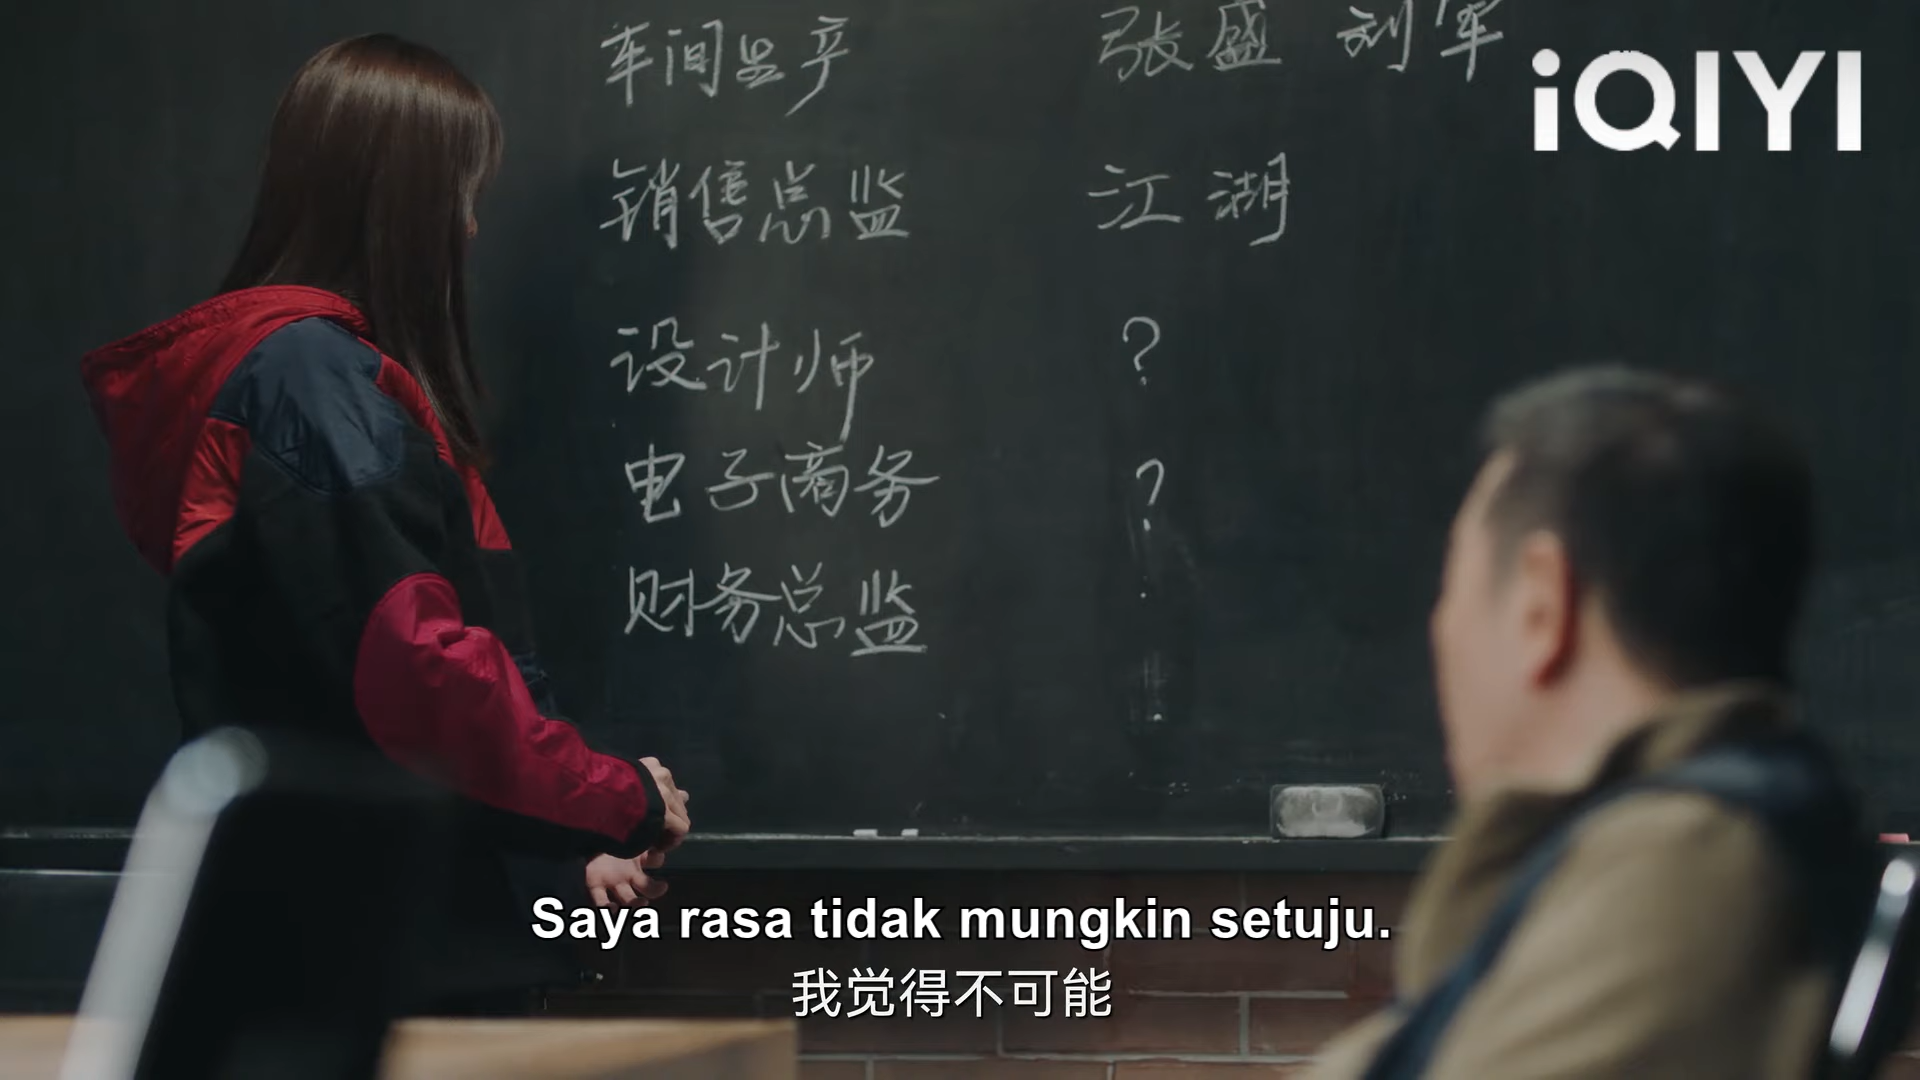 车间生产 张盛 刘军
iQIYI
销售总监 江湖
设计师 ?
电子商务 ?
财务总监
Saya rasa tidak mungkin setuju.
我觉得不可能